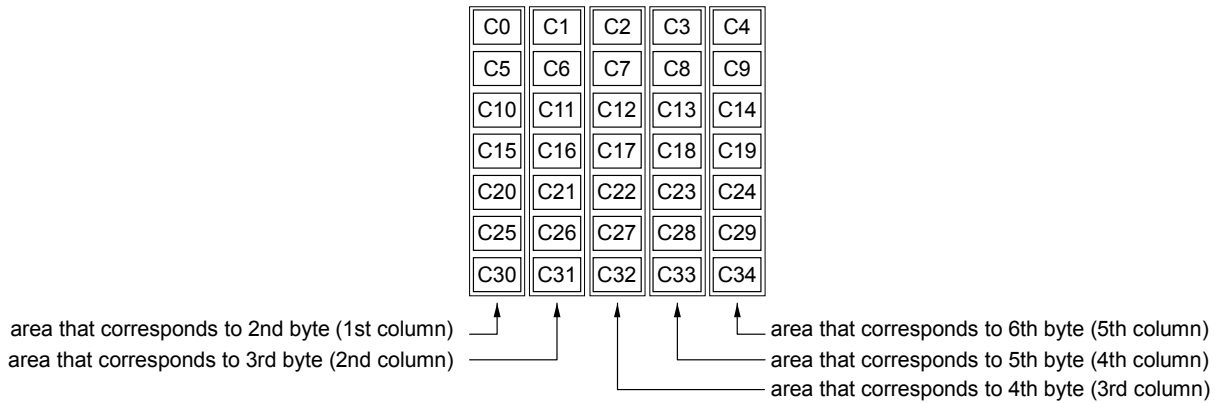 C0 C1 C2 C3 C4
C5 C6 C7 C8 C9
C10 C11 C12 C13 C14
C15 C16 C17 C18 C19
C20 C21 C22 C23 C24
C25 C26 C27 C28 C29
C30 C31 C32 C33 C34
area that corresponds to 2nd byte (1st column)
area that corresponds to 3rd byte (2nd column)
area that corresponds to 6th byte (5th column)
area that corresponds to 5th byte (4th column)
area that corresponds to 4th byte (3rd column)